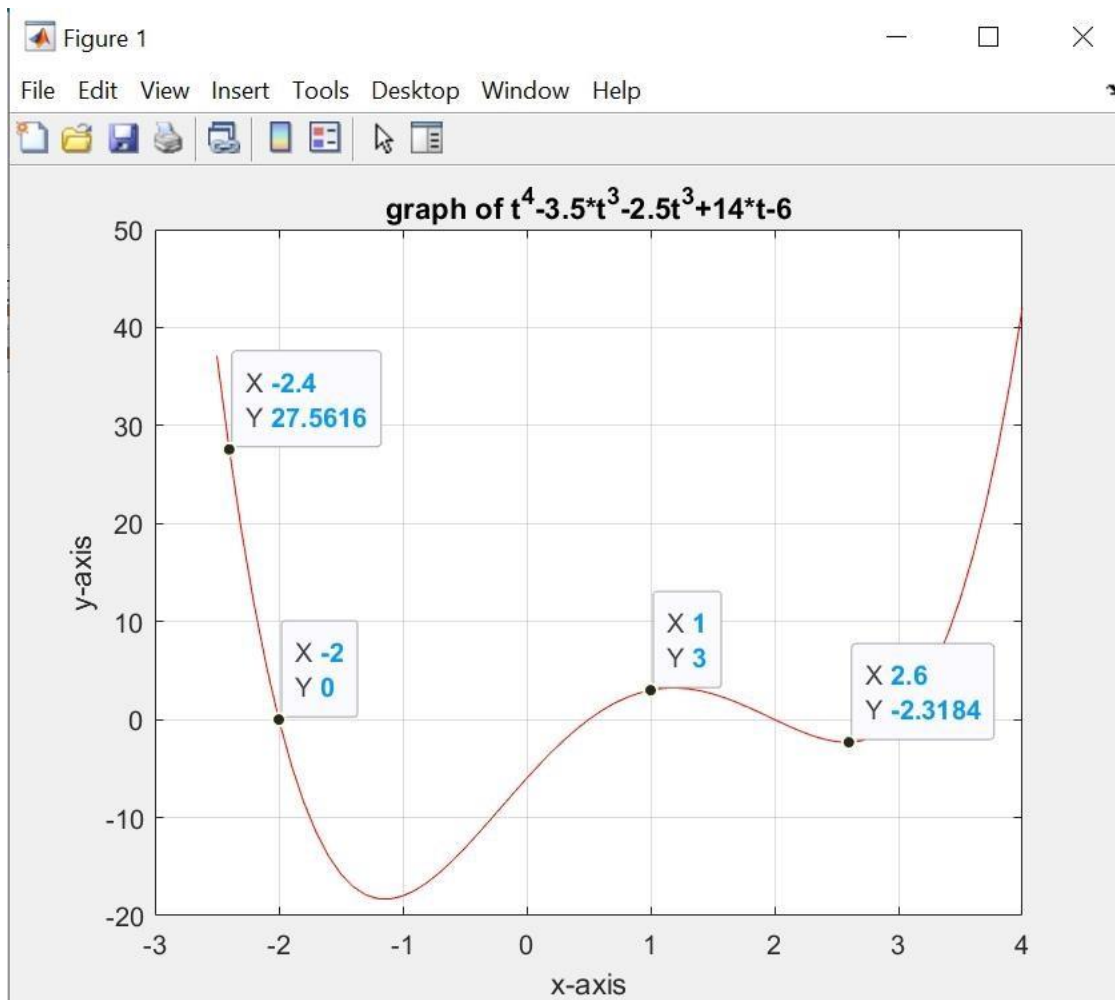 Figure 1
File Edit View Insert Tools Desktop Window Help
graph of t⁴-3.5*t³-2.5t³+14*t-6
50
40
30
20
10
0
-10
-20
y-axis
X -2.4
Y 27.5616
X -2
Y 0
X 1
Y 3
X 2.6
Y -2.3184
-3 -2 -1 0 1 2 3 4
x-axis